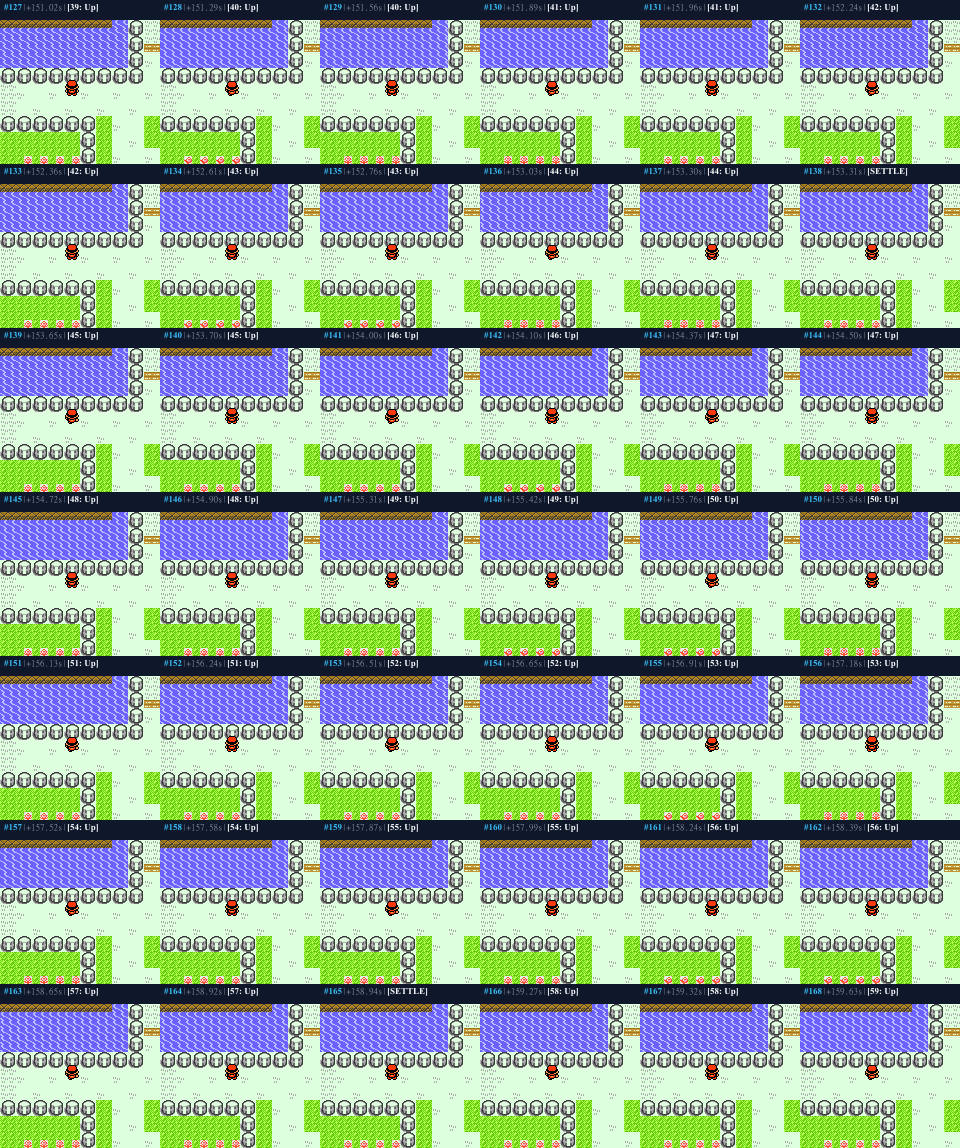 #127|+151.02s|[39: Up] #128|+151.29s|[40: Up] #129|+151.56s|[40: Up] #130|+151.89s|[41: Up] #131|+151.96s|[41: Up] #132|+152.24s|[42: Up]
#133|+152.36s|[42: Up] #134|+152.61s|[43: Up] #135|+152.76s|[43: Up] #136|+153.03s|[44: Up] #137|+153.30s|[44: Up] #138|+153.31s|[SETTLE]
#139|+153.65s|[45: Up] #140|+153.70s|[45: Up] #141|+154.00s|[46: Up] #142|+154.10s|[46: Up] #143|+154.37s|[47: Up] #144|+154.50s|[47: Up]
#145|+154.72s|[48: Up] #146|+154.90s|[48: Up] #147|+155.31s|[49: Up] #148|+155.42s|[49: Up] #149|+155.76s|[50: Up] #150|+155.84s|[50: Up]
#151|+156.13s|[51: Up] #152|+156.24s|[51: Up] #153|+156.51s|[52: Up] #154|+156.65s|[52: Up] #155|+156.91s|[53: Up] #156|+157.18s|[53: Up]
#157|+157.52s|[54: Up] #158|+157.58s|[54: Up] #159|+157.87s|[55: Up] #160|+157.99s|[55: Up] #161|+158.24s|[56: Up] #162|+158.39s|[56: Up]
#163|+158.65s|[57: Up] #164|+158.92s|[57: Up] #165|+158.94s|[SETTLE] #166|+159.27s|[58: Up] #167|+159.32s|[58: Up] #168|+159.63s|[59: Up]